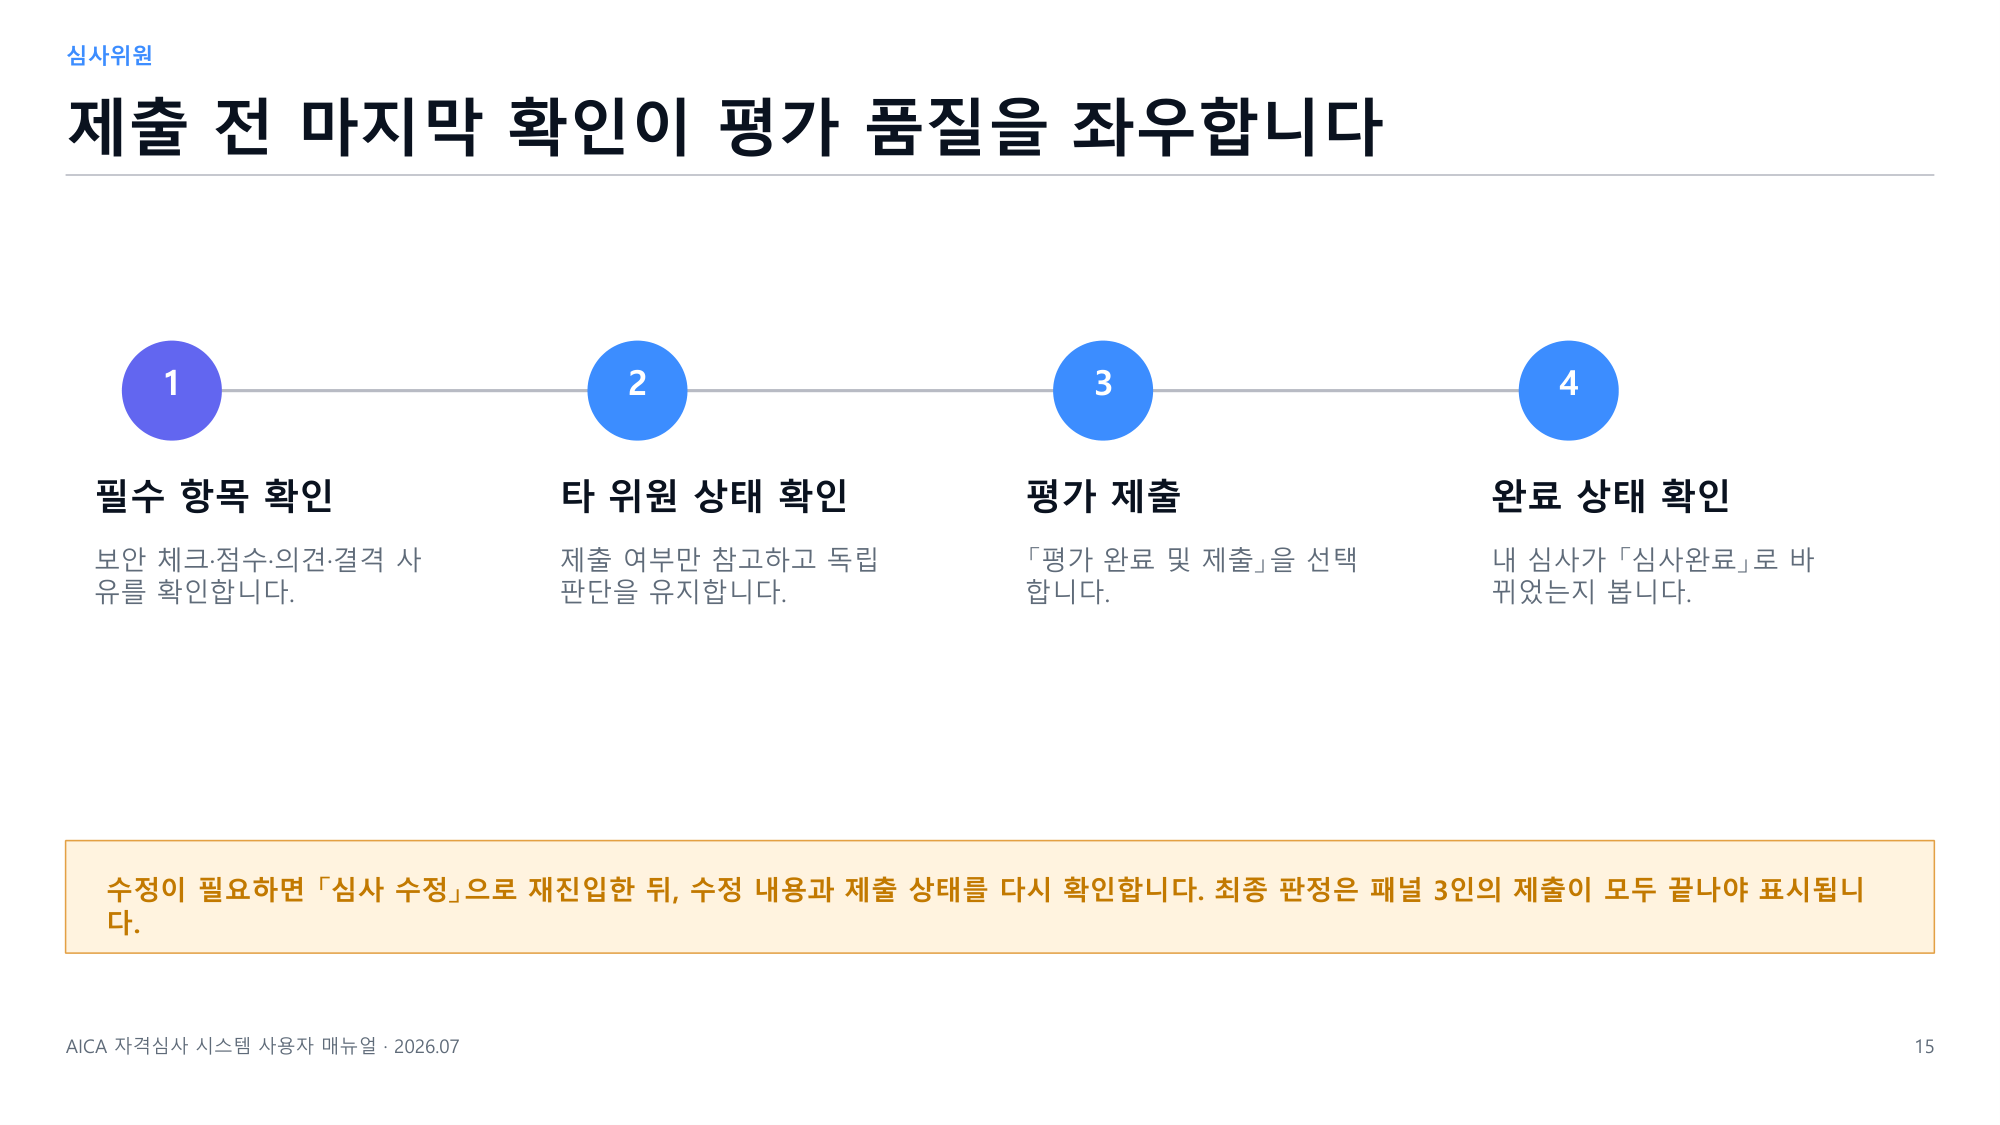 심사위원
제출 전 마지막 확인이 평가 품질을 좌우합니다
1
2
3
4
필수 항목 확인
보안 체크·점수·의견·결격 사
유를 확인합니다.
타 위원 상태 확인
제출 여부만 참고하고 독립
판단을 유지합니다.
평가 제출
「평가 완료 및 제출」을 선택
합니다.
완료 상태 확인
내 심사가 「심사완료」로 바
뀌었는지 봅니다.
수정이 필요하면 「심사 수정」으로 재진입한 뒤, 수정 내용과 제출 상태를 다시 확인합니다. 최종 판정은 패널 3인의 제출이 모두 끝나야 표시됩니
다.
AICA 자격심사 시스템 사용자 매뉴얼 · 2026.07
15